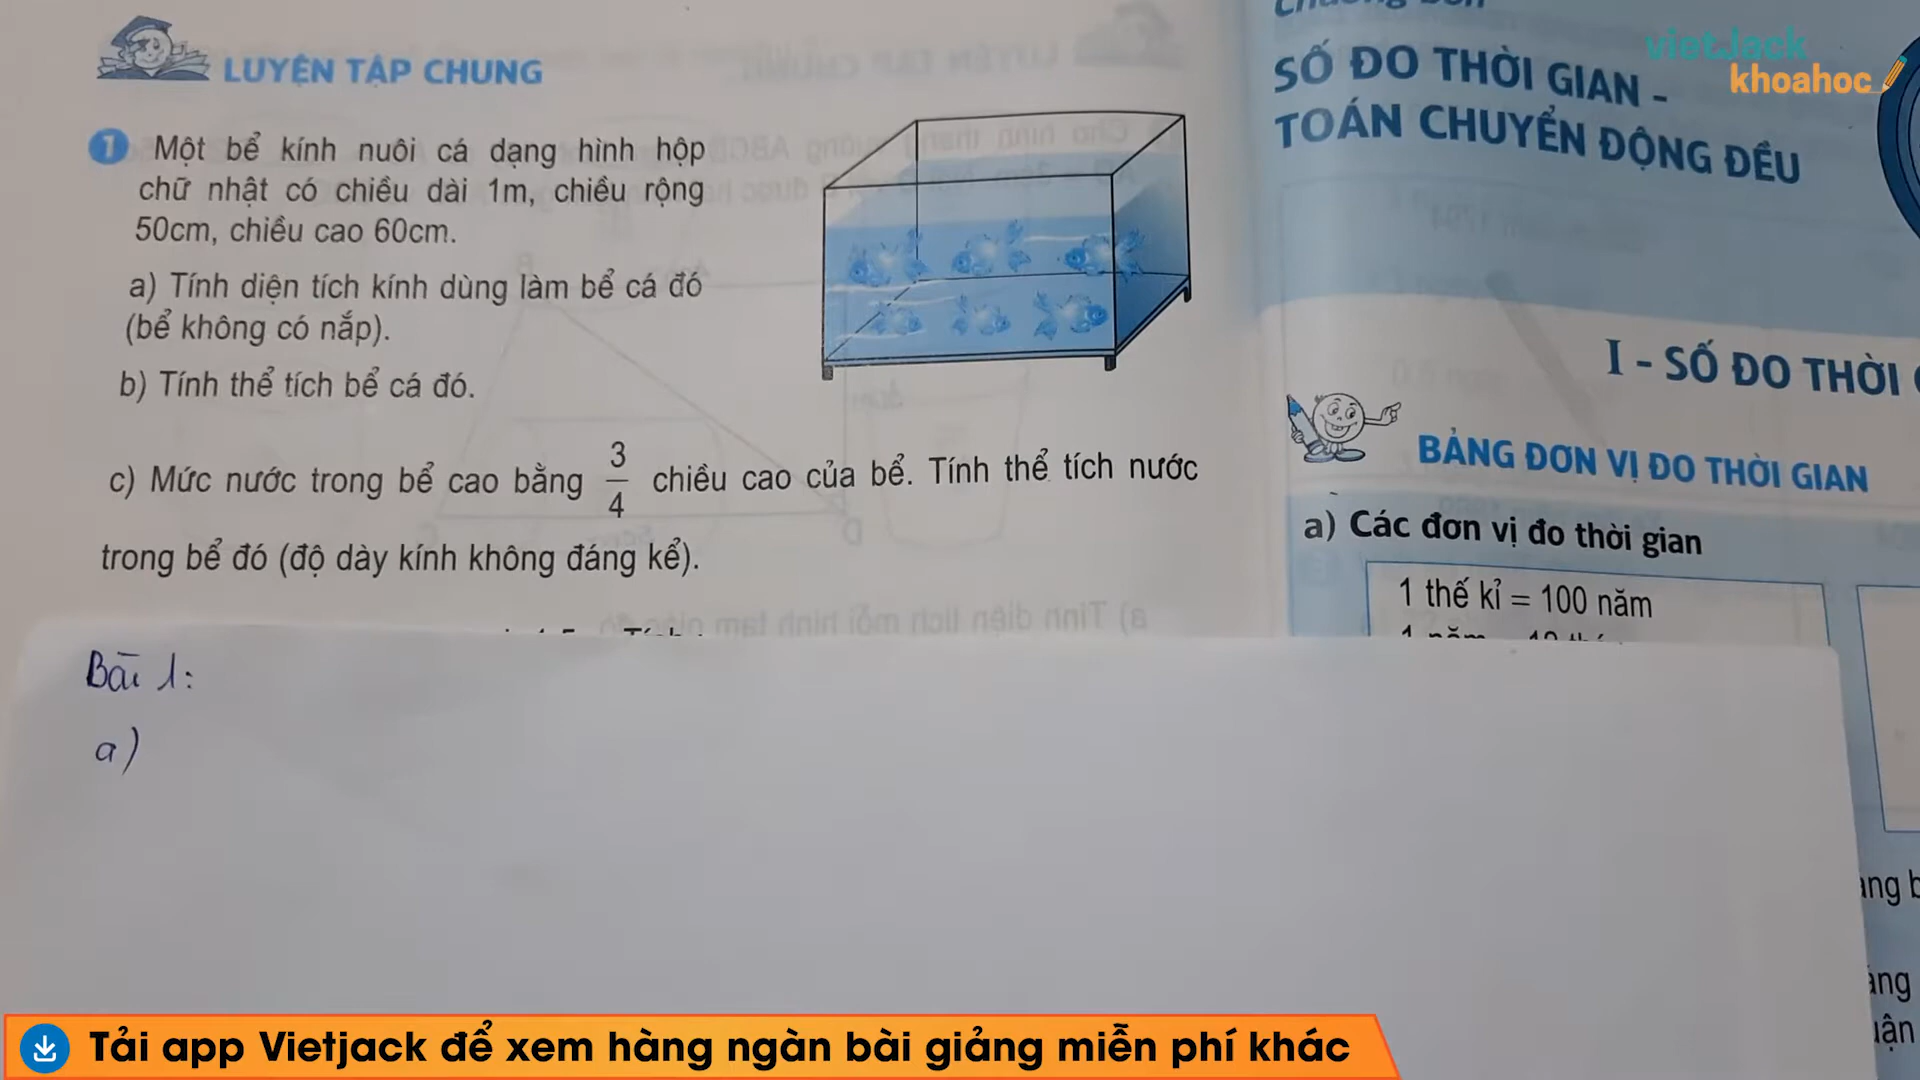 LUYỆN TẬP CHUNG
1 Một bể kính nuôi cá dạng hình hộp
chữ nhật có chiều dài 1m, chiều rộng
50cm, chiều cao 60cm.
a) Tính diện tích kính dùng làm bể cá đó
(bể không có nắp).
b) Tính thể tích bể cá đó.
c) Mức nước trong bể cao bằng 3/4 chiều cao của bể. Tính thể tích nước
trong bể đó (độ dày kính không đáng kể).
Bài 1:
a)
vietJack
khoahoc
SỐ ĐO THỜI GIAN -
TOÁN CHUYỂN ĐỘNG ĐỀU
I - SỐ ĐO THỜI
BẢNG ĐƠN VỊ ĐO THỜI GIAN
a) Các đơn vị đo thời gian
1 thế kỉ = 100 năm
Tải app Vietjack để xem hàng ngàn bài giảng miễn phí khác